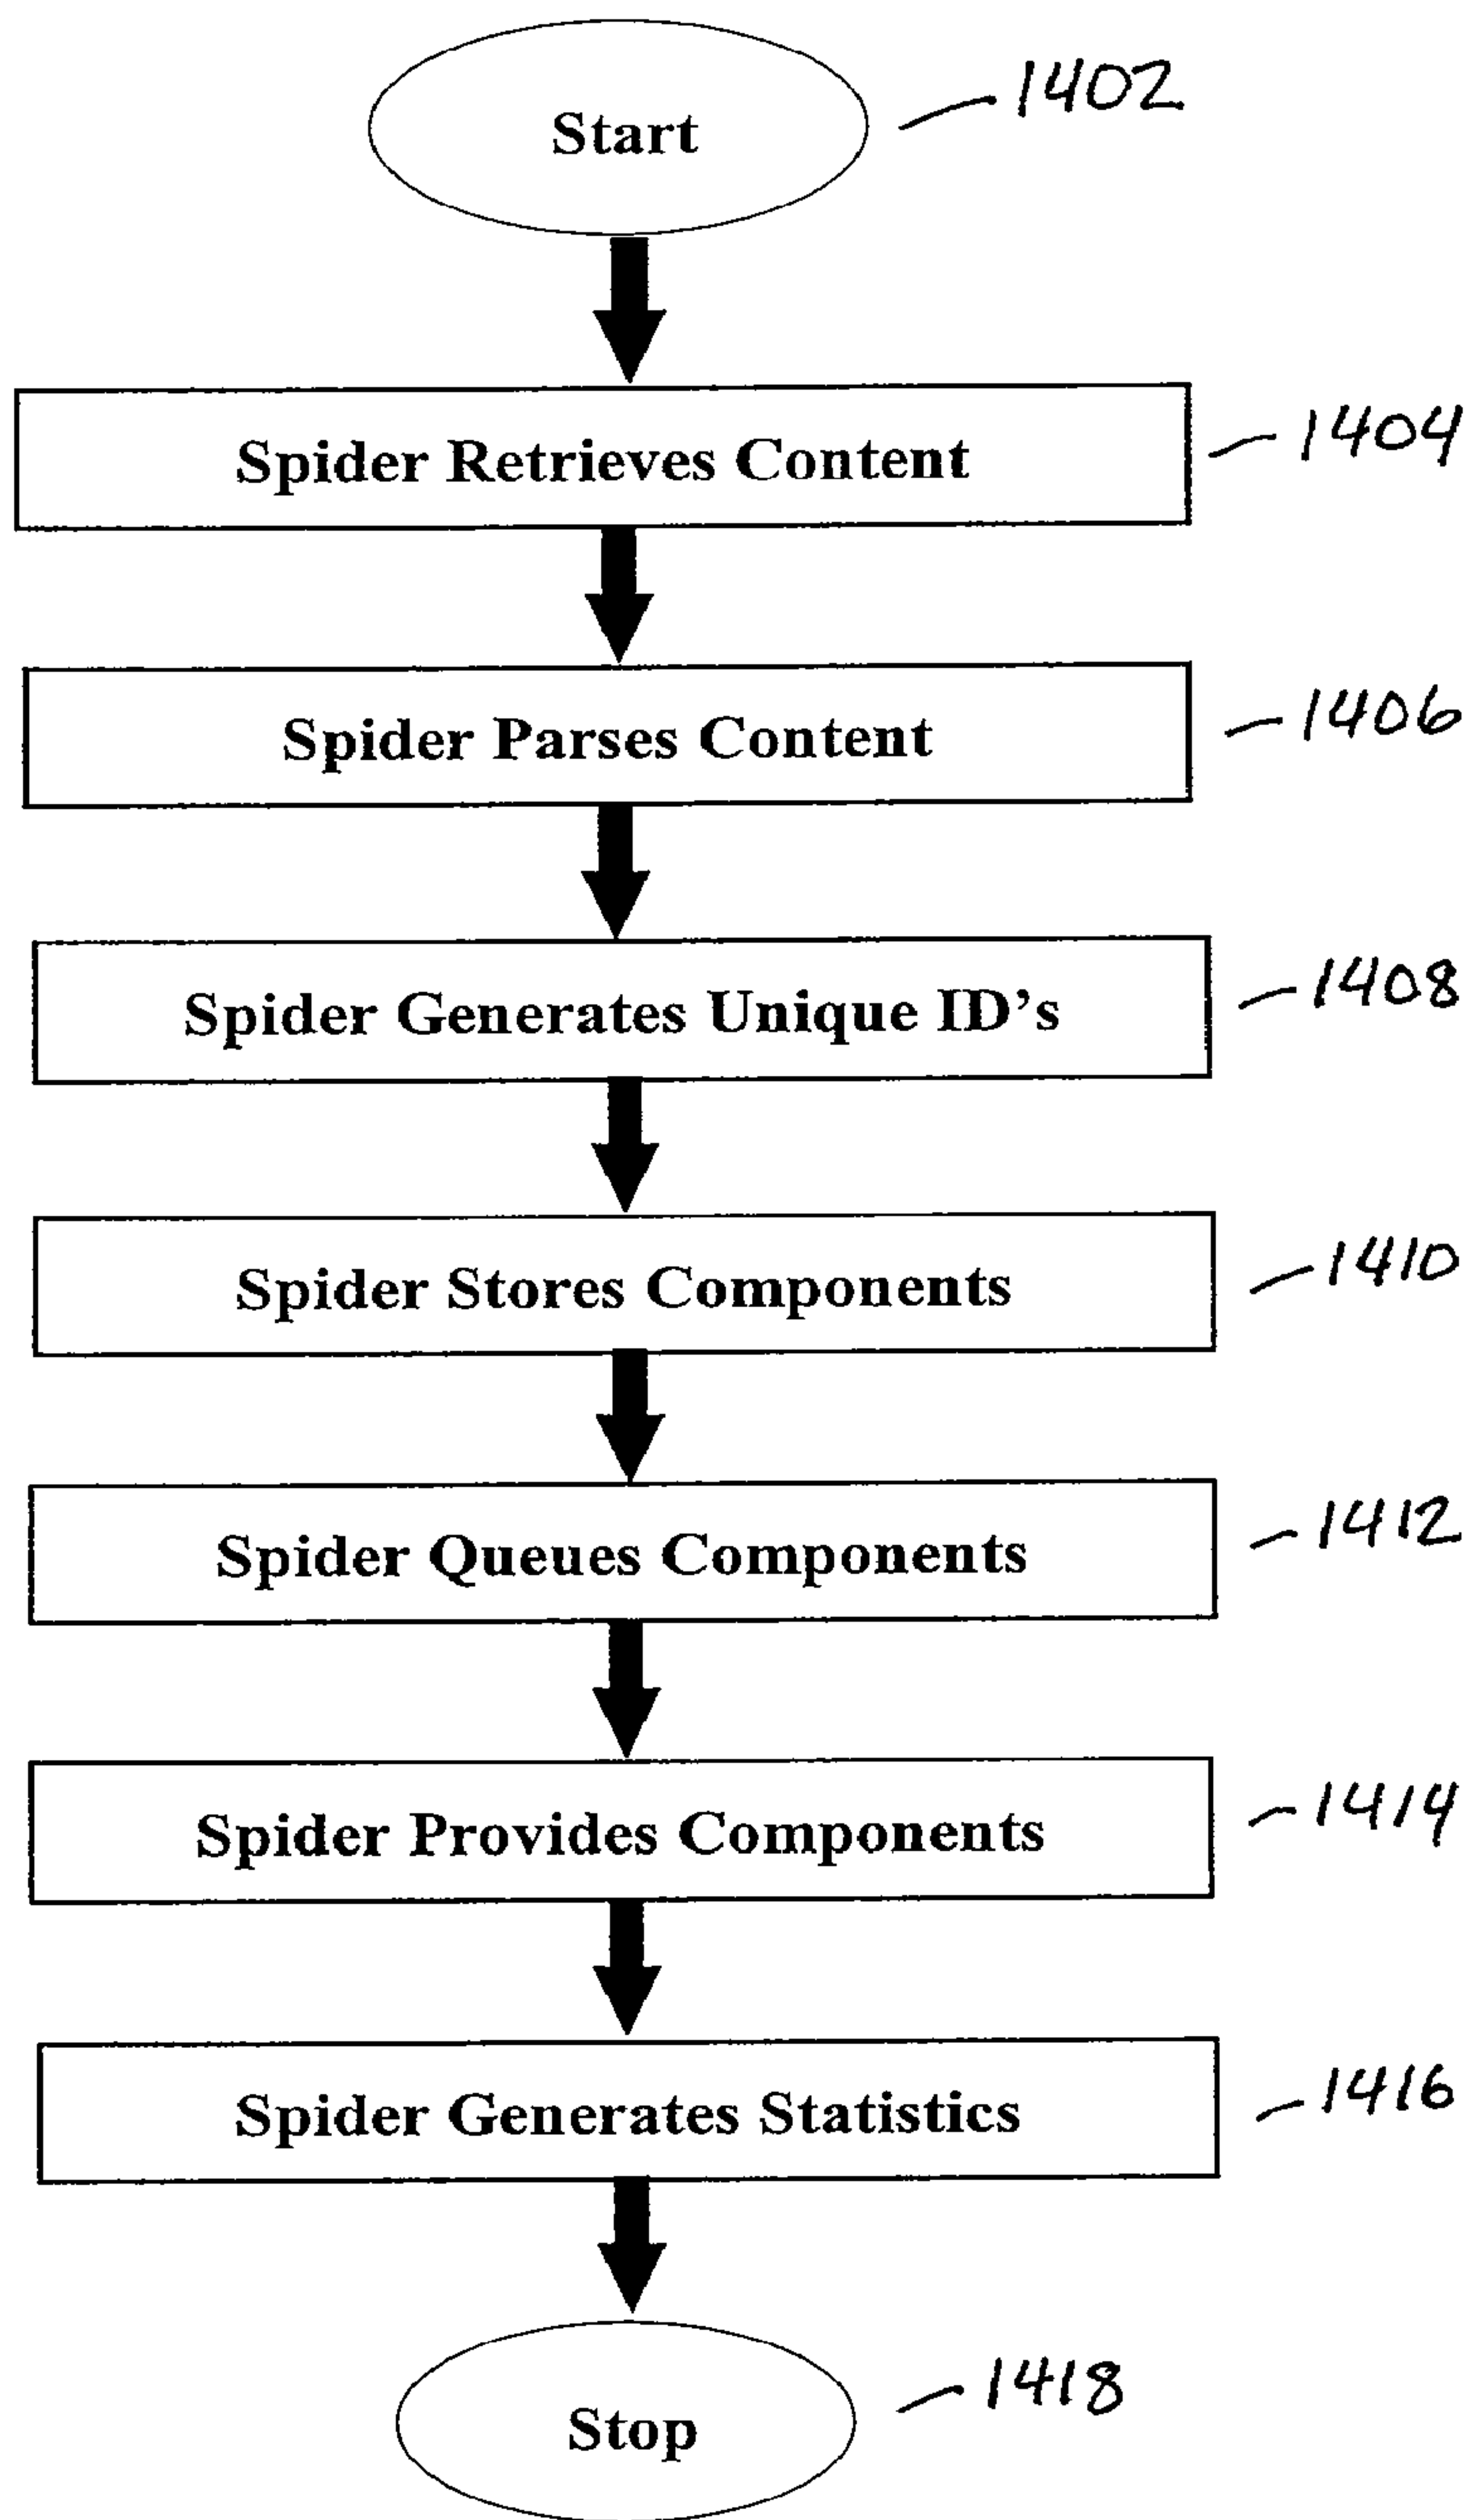 Start 1402
Spider Retrieves Content 1404
Spider Parses Content 1406
Spider Generates Unique ID's 1408
Spider Stores Components 1410
Spider Queues Components 1412
Spider Provides Components 1414
Spider Generates Statistics 1416
Stop 1418